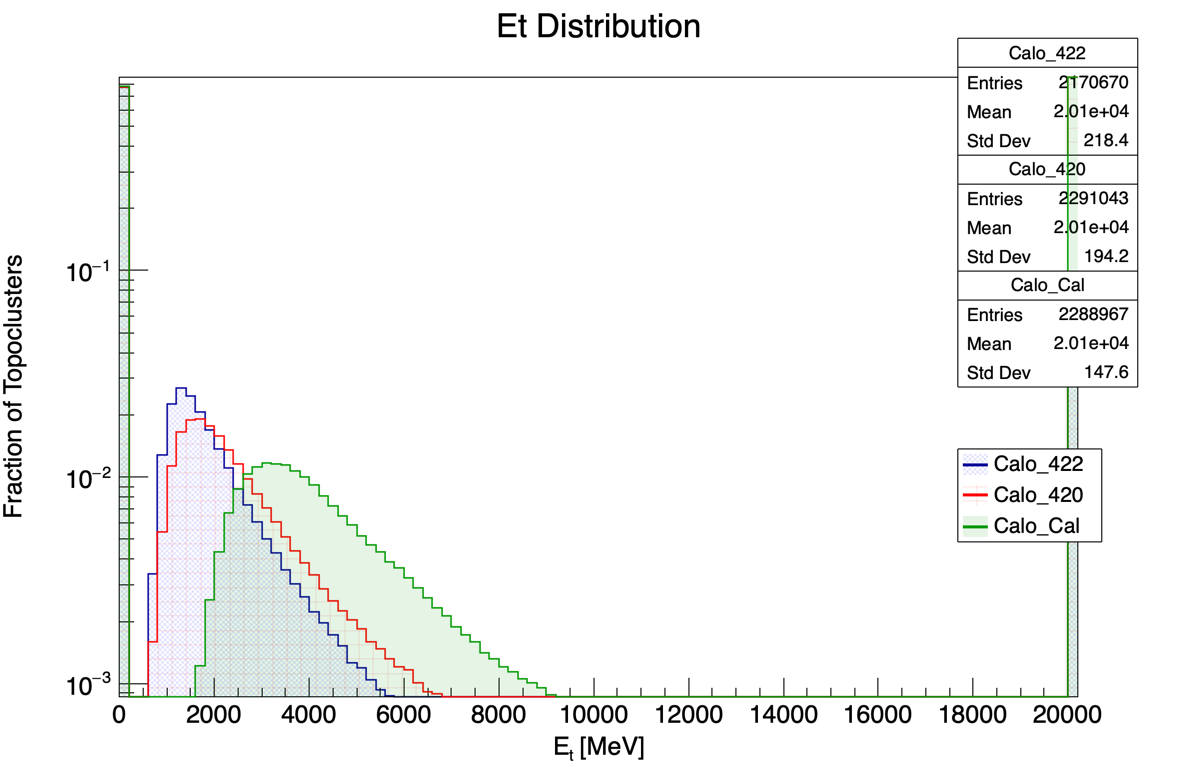 Et Distribution
Calo_422
Entries 2170670
Mean 2.01e+04
Std Dev 218.4
Calo_420
Entries 2291043
Mean 2.01e+04
Std Dev 194.2
Calo_Cal
Entries 2288967
Mean 2.01e+04
Std Dev 147.6
Calo_422
Calo_420
Calo_Cal
Fraction of Topoclusters
10⁻¹
10⁻²
10⁻³
0 2000 4000 6000 8000 10000 12000 14000 16000 18000 20000
Eₜ [MeV]